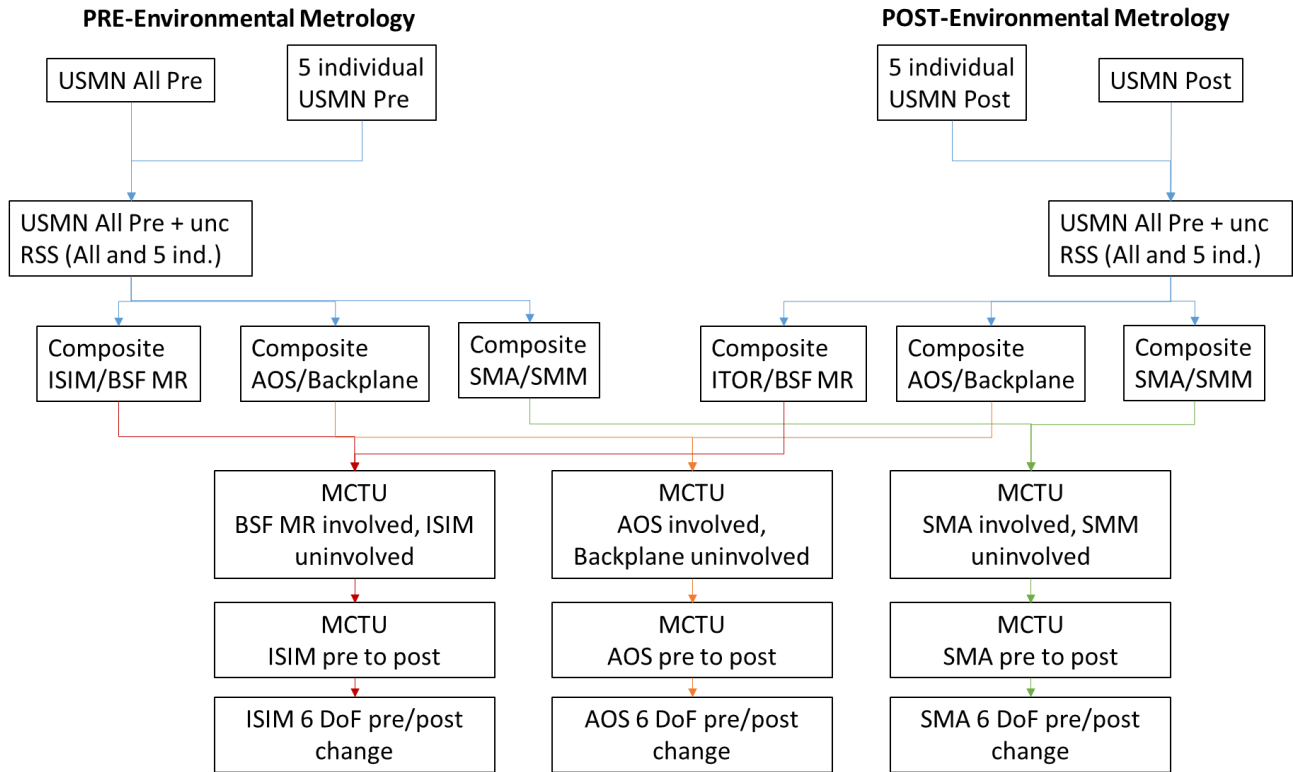 PRE-Environmental Metrology
POST-Environmental Metrology
USMN All Pre
5 individual
USMN Pre
5 individual
USMN Post
USMN Post
USMN All Pre + unc
RSS (All and 5 ind.)
USMN All Pre + unc
RSS (All and 5 ind.)
Composite
ISIM/BSF MR
Composite
AOS/Backplane
Composite
SMA/SMM
Composite
ITOR/BSF MR
Composite
AOS/Backplane
Composite
SMA/SMM
MCTU
BSF MR involved, ISIM
uninvolved
MCTU
AOS involved,
Backplane uninvolved
MCTU
SMA involved, SMM
uninvolved
MCTU
ISIM pre to post
MCTU
AOS pre to post
MCTU
SMA pre to post
ISIM 6 DoF pre/post
change
AOS 6 DoF pre/post
change
SMA 6 DoF pre/post
change